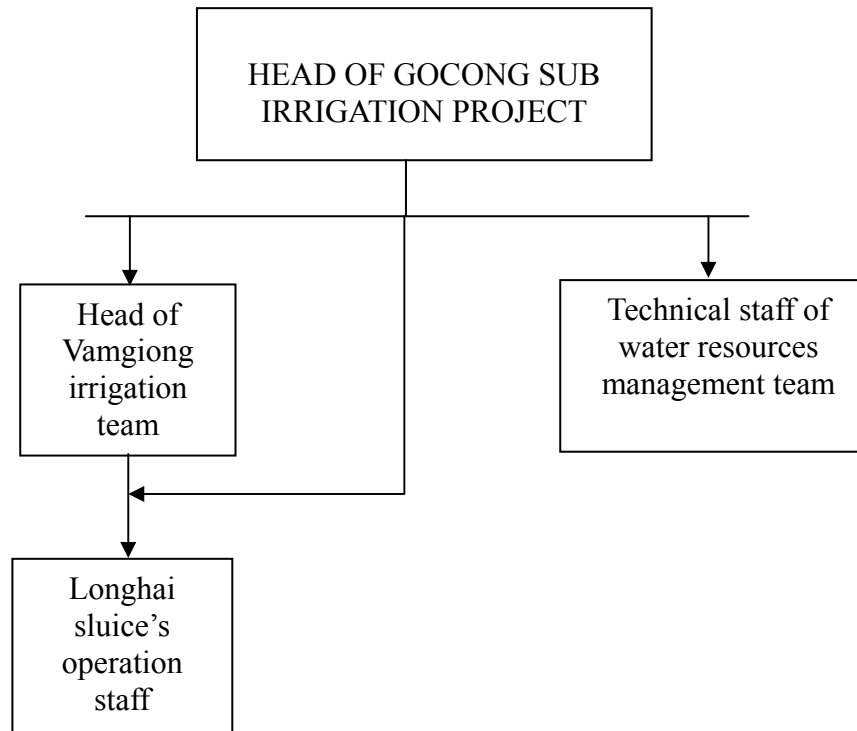 HEAD OF GOCONG SUB
IRRIGATION PROJECT
Head of
Vamgiong
irrigation
team
Technical staff of
water resources
management team
Longhai
sluice’s
operation
staff